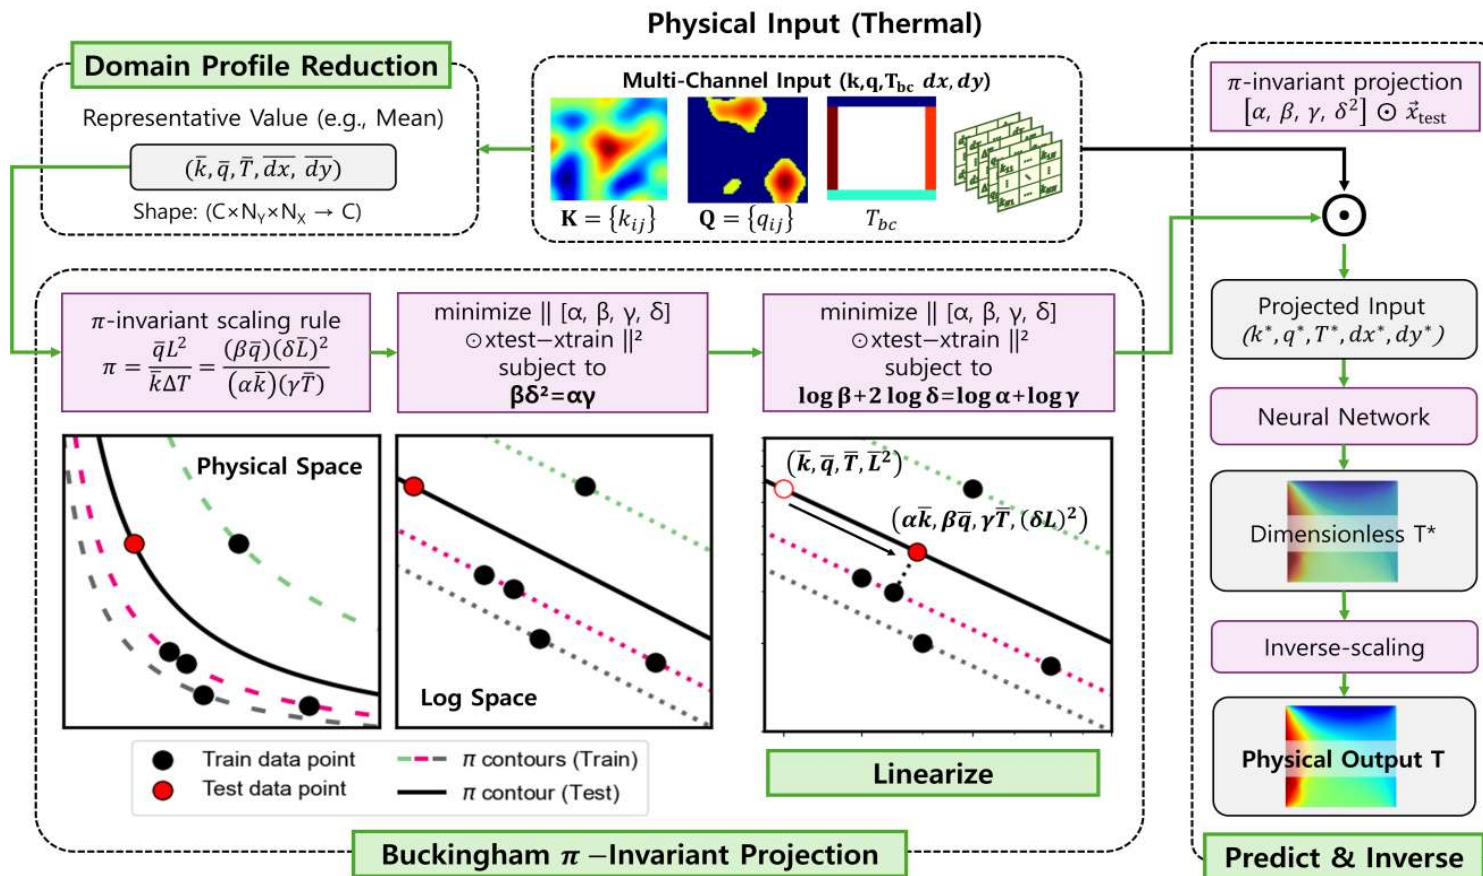 Physical Input (Thermal)
Domain Profile Reduction
Representative Value (e.g., Mean)
(k̄, q̄, T̄, d̄x̄, d̄ȳ)
Shape: (C×N_Y×N_X → C)
Multi-Channel Input (k,q,T_bc dx,dy)
K = {k_ij}
Q = {q_ij}
T_bc
π-invariant projection
[α, β, γ, δ²] ⊙ x⃗_test
π-invariant scaling rule
π = q̄L²/k̄ΔT = (βq̄)(δL̄)²/(αk̄)(γT̄)
minimize ‖ [α, β, γ, δ]
⊙xtest−xtrain ‖²
subject to
βδ²=αγ
minimize ‖ [α, β, γ, δ]
⊙xtest−xtrain ‖²
subject to
log β+2 log δ=log α+log γ
Physical Space
Log Space
(k̄, q̄, T̄, L̄²)
(αk̄, βq̄, γT̄, (δL)²)
Train data point
π contours (Train)
Test data point
π contour (Test)
Linearize
Buckingham π −Invariant Projection
Projected Input
(k*, q*, T*, dx*, dy*)
Neural Network
Dimensionless T*
Inverse-scaling
Physical Output T
Predict & Inverse